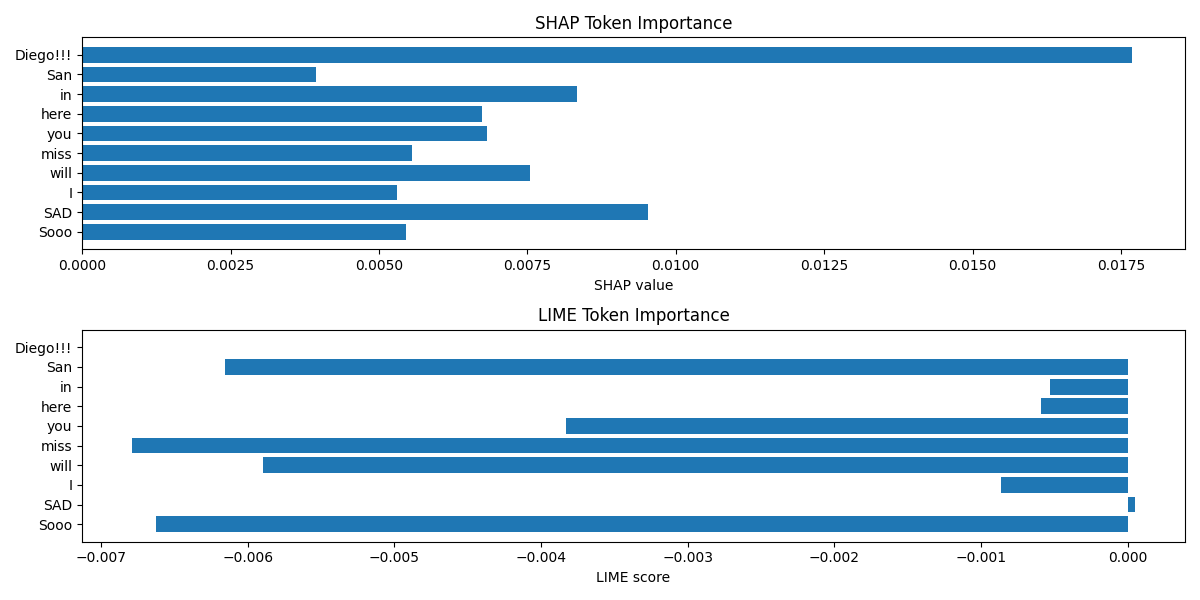 SHAP Token Importance
Diego!!!
San
in
here
you
miss
will
I
SAD
Sooo
0.0000 0.0025 0.0050 0.0075 0.0100 0.0125 0.0150 0.0175
SHAP value
LIME Token Importance
Diego!!!
San
in
here
you
miss
will
I
SAD
Sooo
−0.007 −0.006 −0.005 −0.004 −0.003 −0.002 −0.001 0.000
LIME score